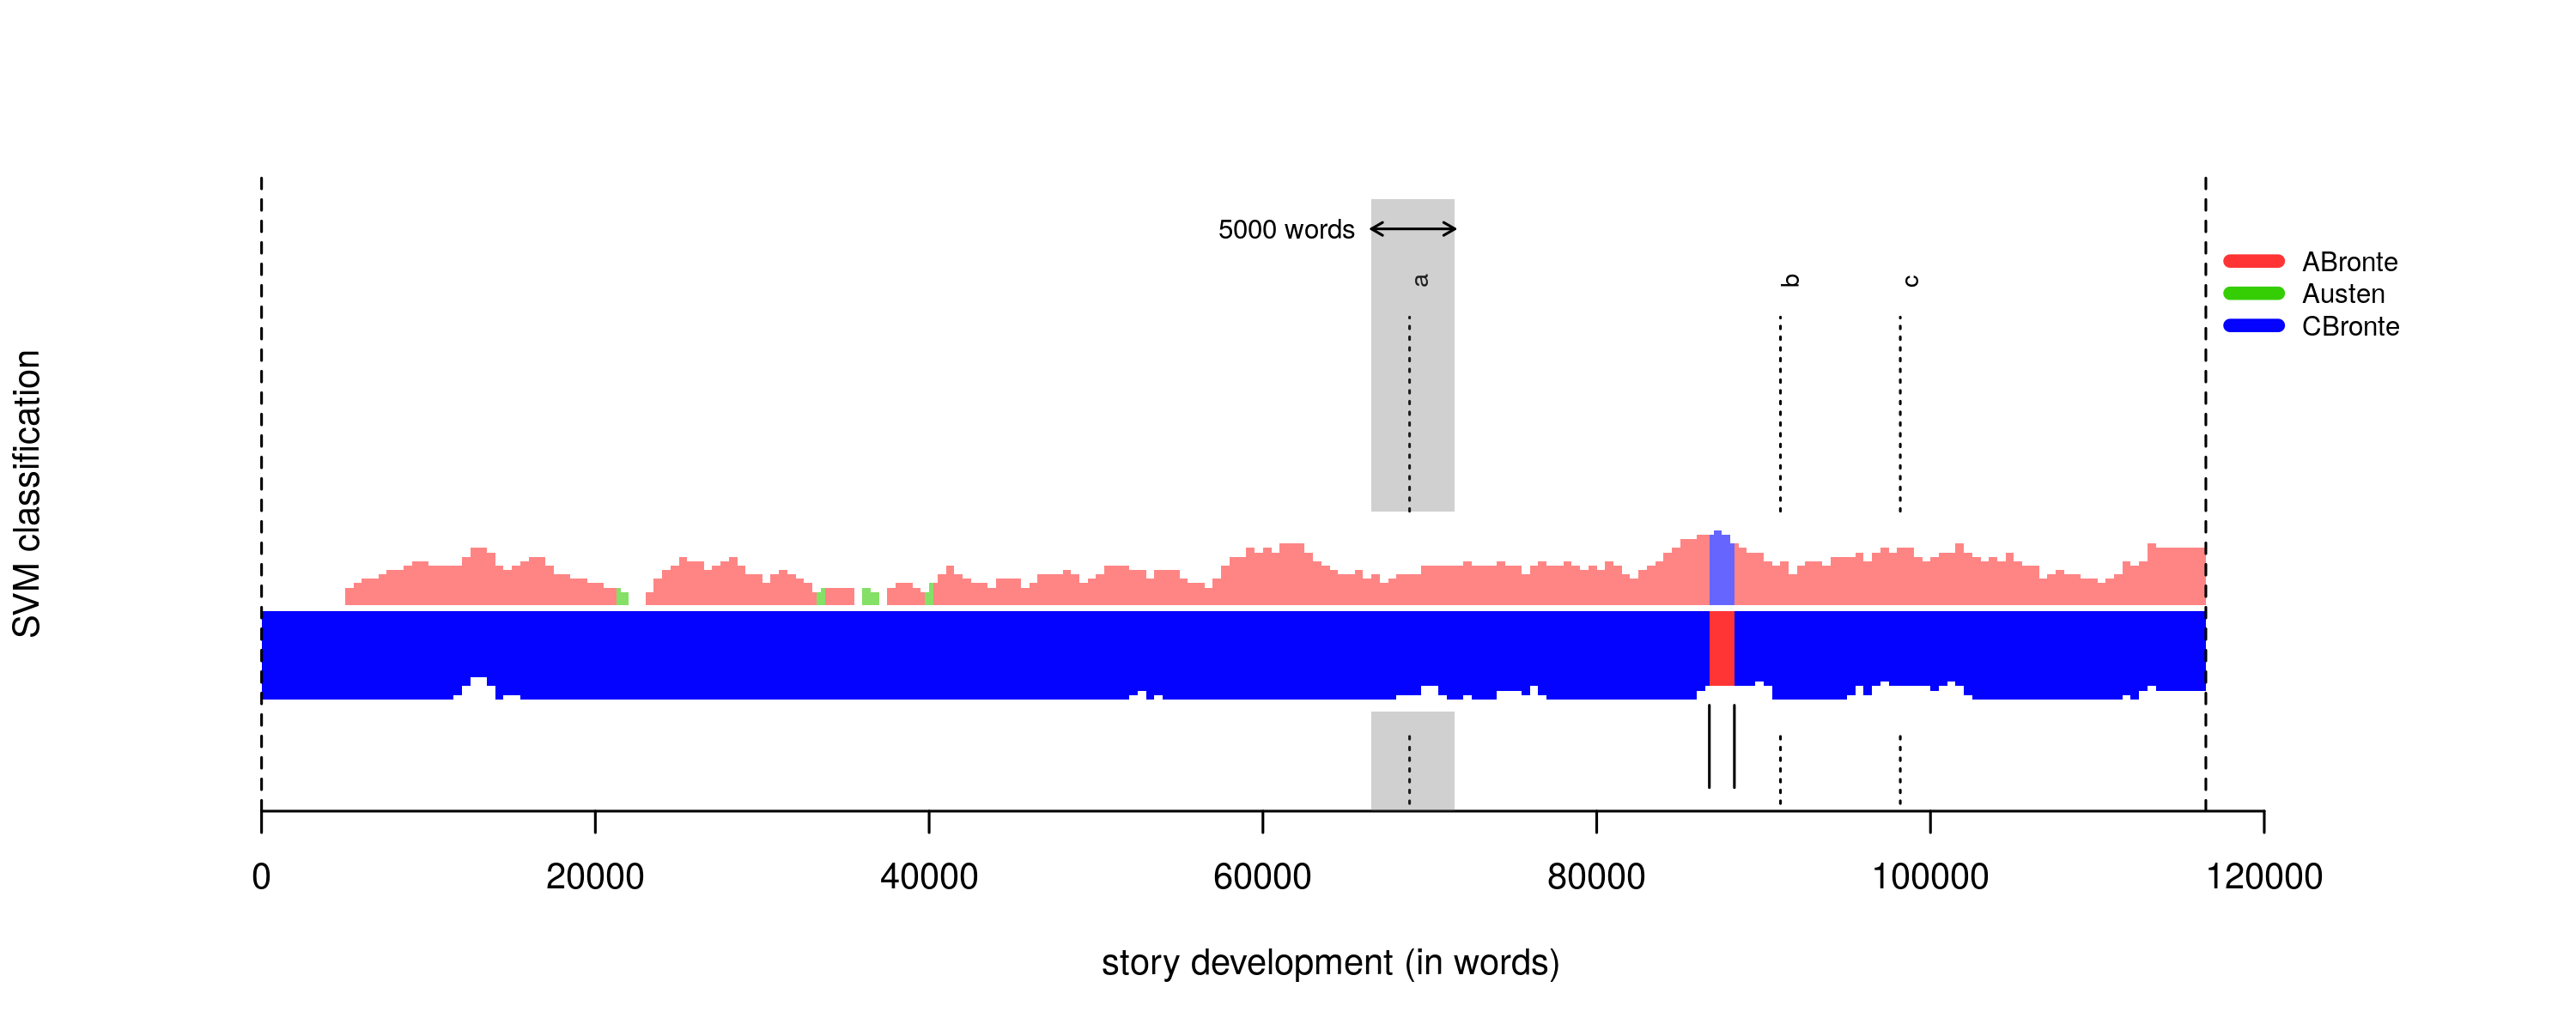 5000 words
a
b
c
ABronte
Austen
CBronte
SVM classification
0 20000 40000 60000 80000 100000 120000
story development (in words)